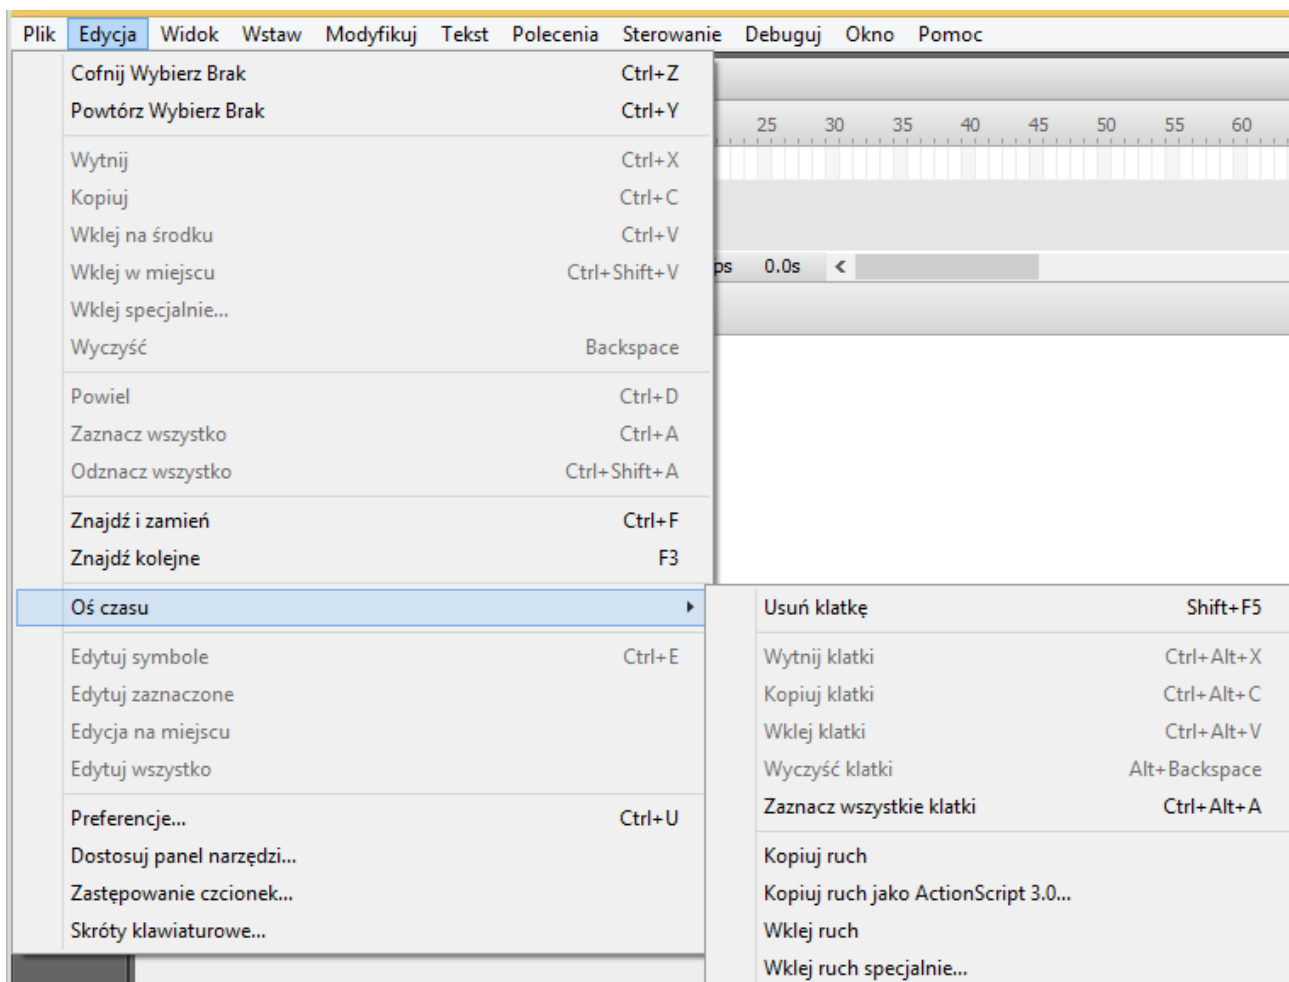 Plik Edycja Widok Wstaw Modyfikuj Tekst Polecenia Sterowanie Debuguj Okno Pomoc
Cofnij Wybierz Brak Ctrl+Z
Powtórz Wybierz Brak Ctrl+Y
25 30 35 40 45 50 55 60
Wytnij Ctrl+X
Kopiuj Ctrl+C
Wklej na środku Ctrl+V
Wklej w miejscu Ctrl+Shift+V
ps 0.0s
Wklej specjalnie...
Wyczyść Backspace
Powiel Ctrl+D
Zaznacz wszystko Ctrl+A
Odznacz wszystko Ctrl+Shift+A
Znajdź i zamień Ctrl+F
Znajdź kolejne F3
Oś czasu
Edytuj symbole Ctrl+E
Edytuj zaznaczone
Edycja na miejscu
Edytuj wszystko
Preferencje... Ctrl+U
Dostosuj panel narzędzi...
Zastępowanie czcionek...
Skróty klawiaturowe...
Usuń klatkę Shift+F5
Wytnij klatki Ctrl+Alt+X
Kopiuj klatki Ctrl+Alt+C
Wklej klatki Ctrl+Alt+V
Wyczyść klatki Alt+Backspace
Zaznacz wszystkie klatki Ctrl+Alt+A
Kopiuj ruch
Kopiuj ruch jako ActionScript 3.0...
Wklej ruch
Wklej ruch specjalnie...